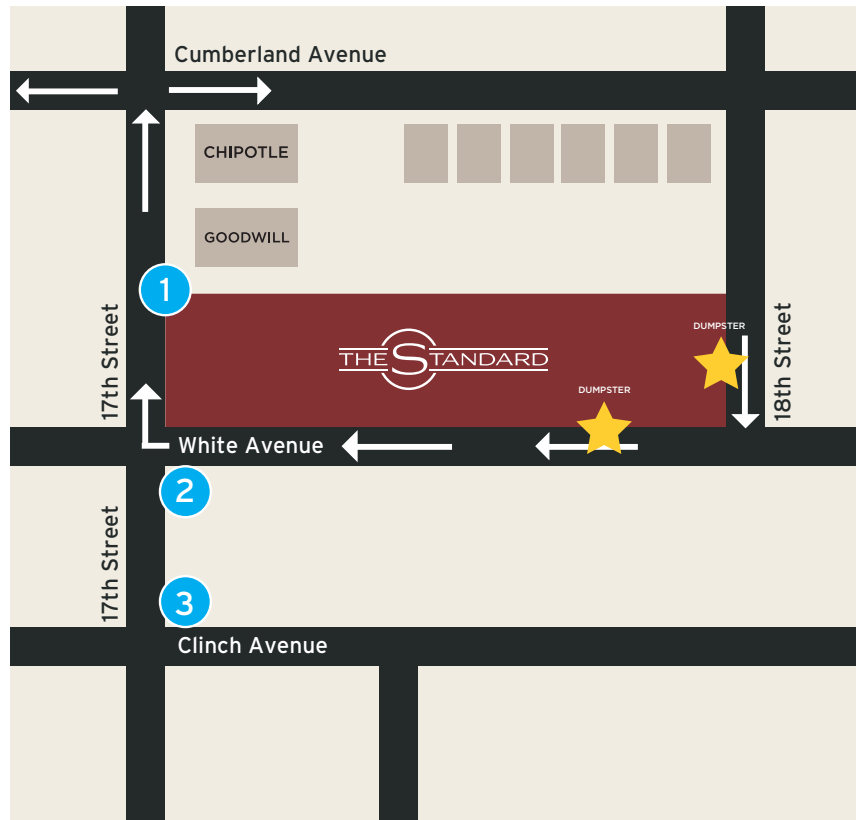 Cumberland Avenue
CHIPOTLE
GOODWILL
1
17th Street
THE STANDARD
DUMPSTER
DUMPSTER
18th Street
White Avenue
2
17th Street
3
Clinch Avenue